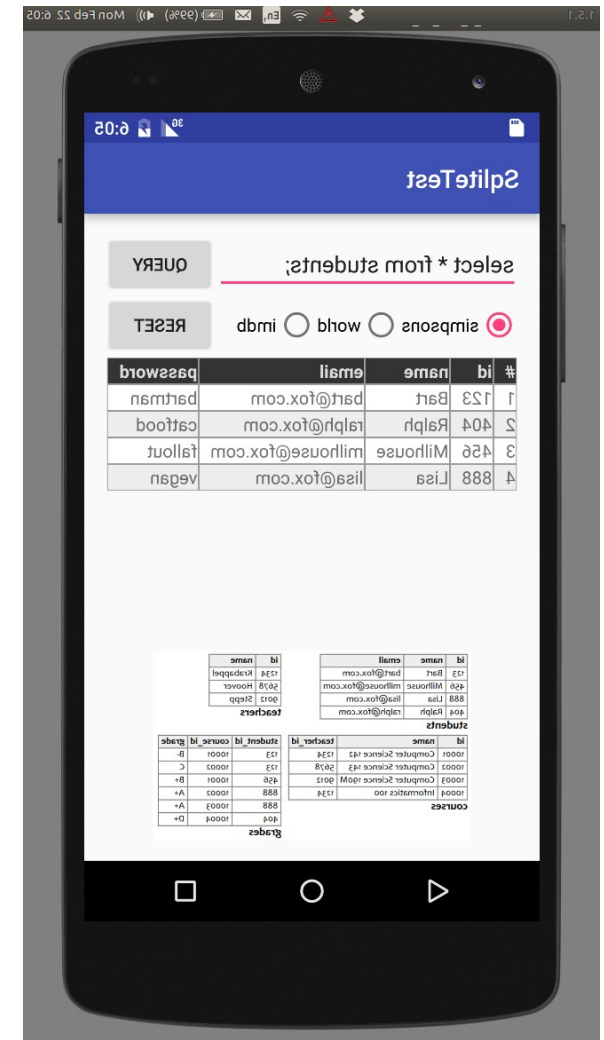 1.5.1 En₁ (99%) Mon Feb 22 6:05
3G 6:05
SqliteTest
select * from students; QUERY
simpsons world imdb RESET
# id name email password
1 123 Bart bart@fox.com bartman
2 404 Ralph ralph@fox.com catfood
3 456 Milhouse milhouse@fox.com fallout
4 888 Lisa lisa@fox.com vegan
id name email
123 Bart bart@fox.com
456 Milhouse milhouse@fox.com
888 Lisa lisa@fox.com
404 Ralph ralph@fox.com
students
id name
1234 Krabappel
5678 Hoover
9012 Stepp
teachers
id name teacher_id
10001 Computer Science 142 1234
10002 Computer Science 143 5678
10003 Computer Science 190M 9012
10004 Informatics 100 1234
courses
student_id course_id grade
123 10001 B-
123 10002 C
456 10001 B+
888 10002 A+
888 10003 A+
404 10004 D+
grades